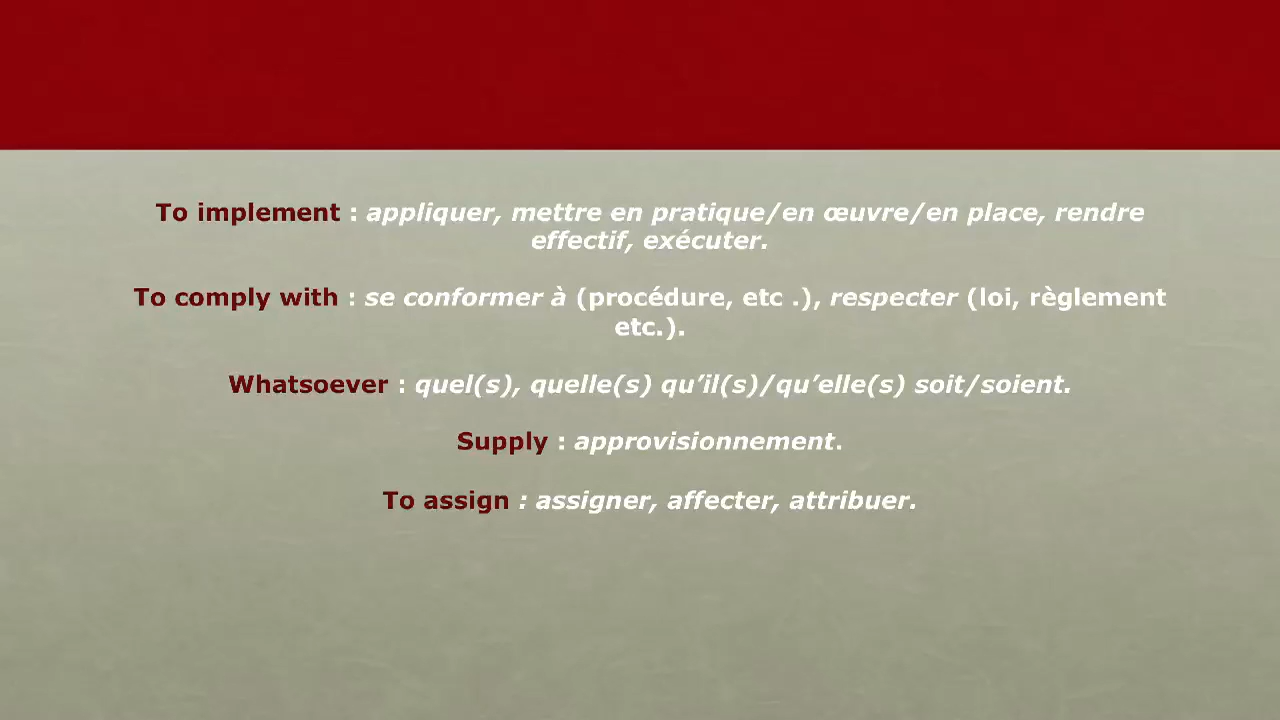 To implement : appliquer, mettre en pratique/en œuvre/en place, rendre
effectif, exécuter.
To comply with : se conformer à (procédure, etc .), respecter (loi, règlement
etc.).
Whatsoever : quel(s), quelle(s) qu’il(s)/qu’elle(s) soit/soient.
Supply : approvisionnement.
To assign : assigner, affecter, attribuer.